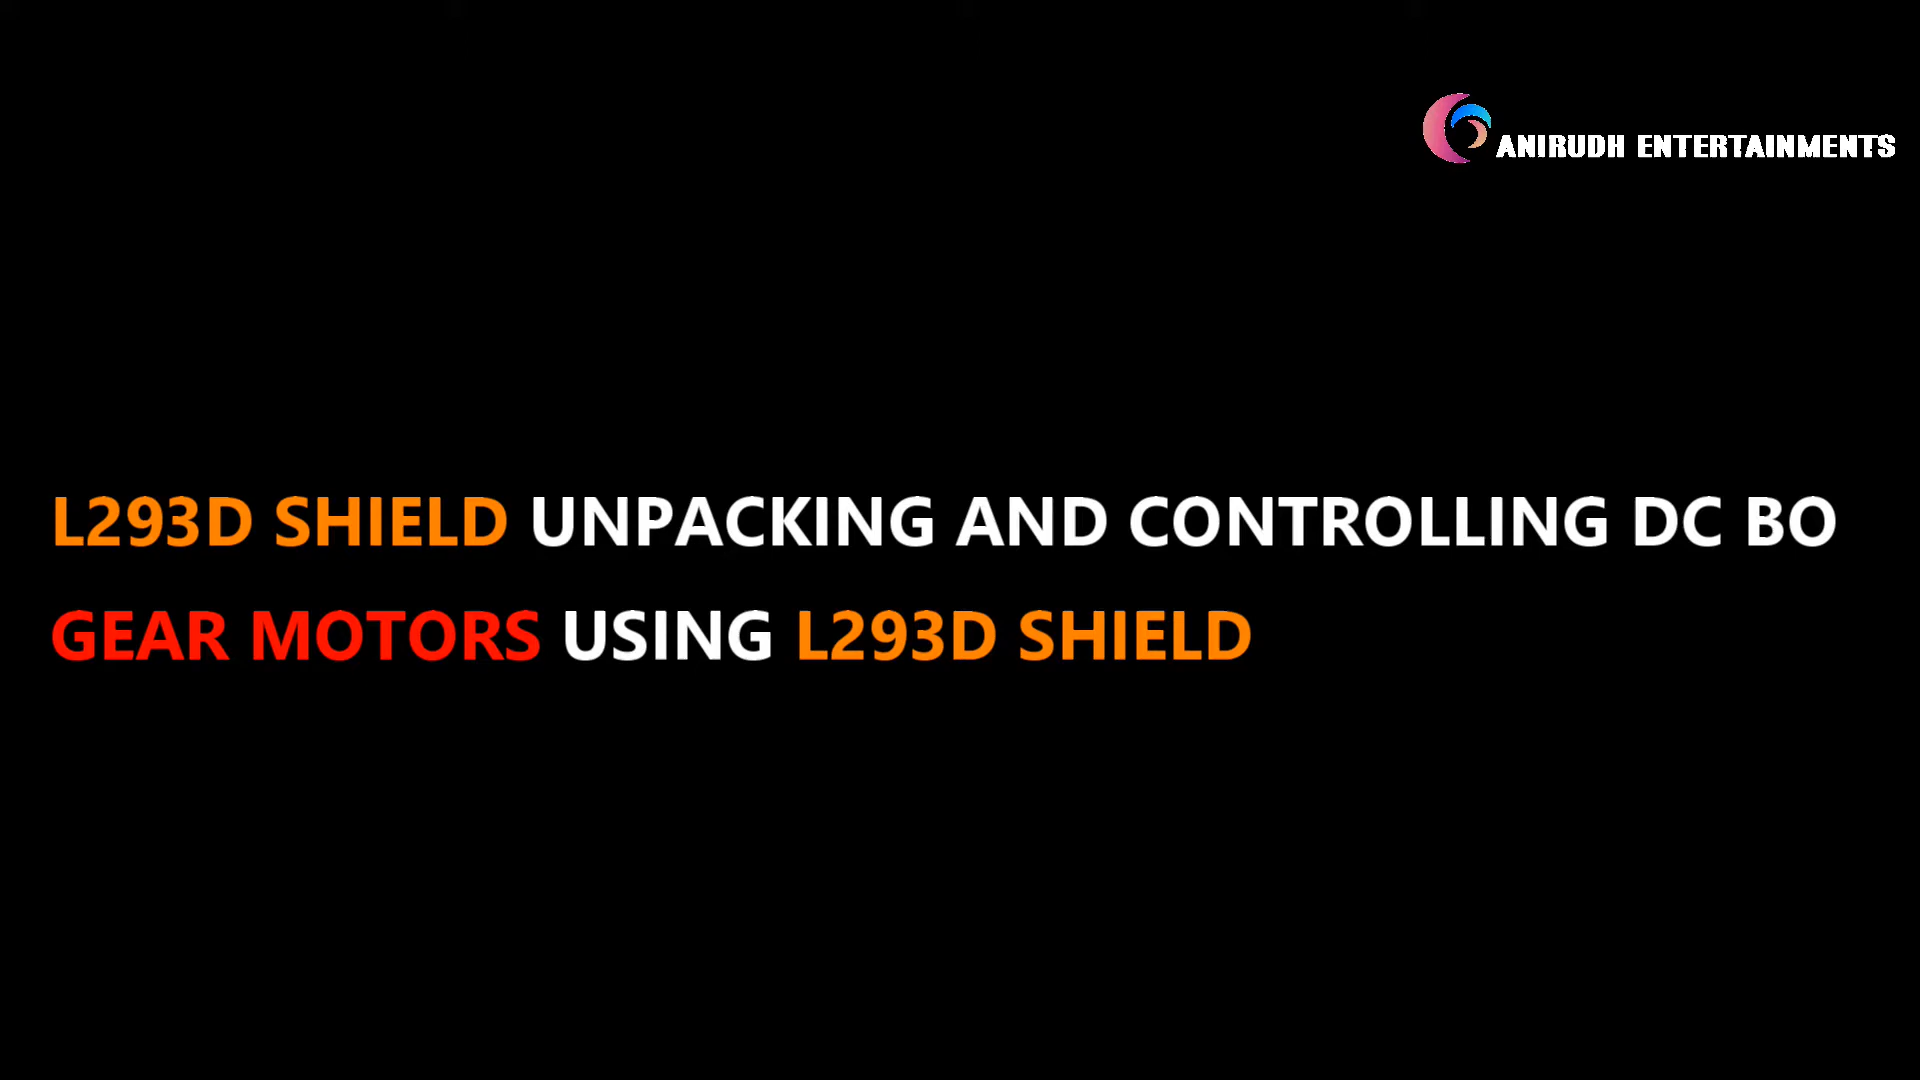 ANIRUDH ENTERTAINMENTS
L293D SHIELD UNPACKING AND CONTROLLING DC BO
GEAR MOTORS USING L293D SHIELD